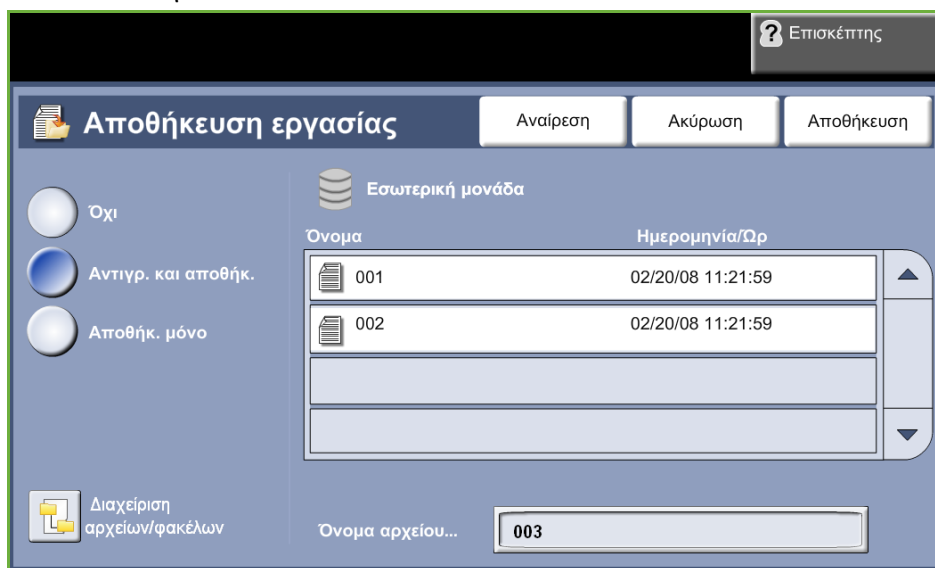 Επισκέπτης
Αποθήκευση εργασίας
Αναίρεση
Ακύρωση
Αποθήκευση
Όχι
Αντιγρ. και αποθήκ.
Αποθήκ. μόνο
Εσωτερική μονάδα
Όνομα Ημερομηνία/Ώρ
001 02/20/08 11:21:59
002 02/20/08 11:21:59
Διαχείριση
αρχείων/φακέλων
Όνομα αρχείου... 003